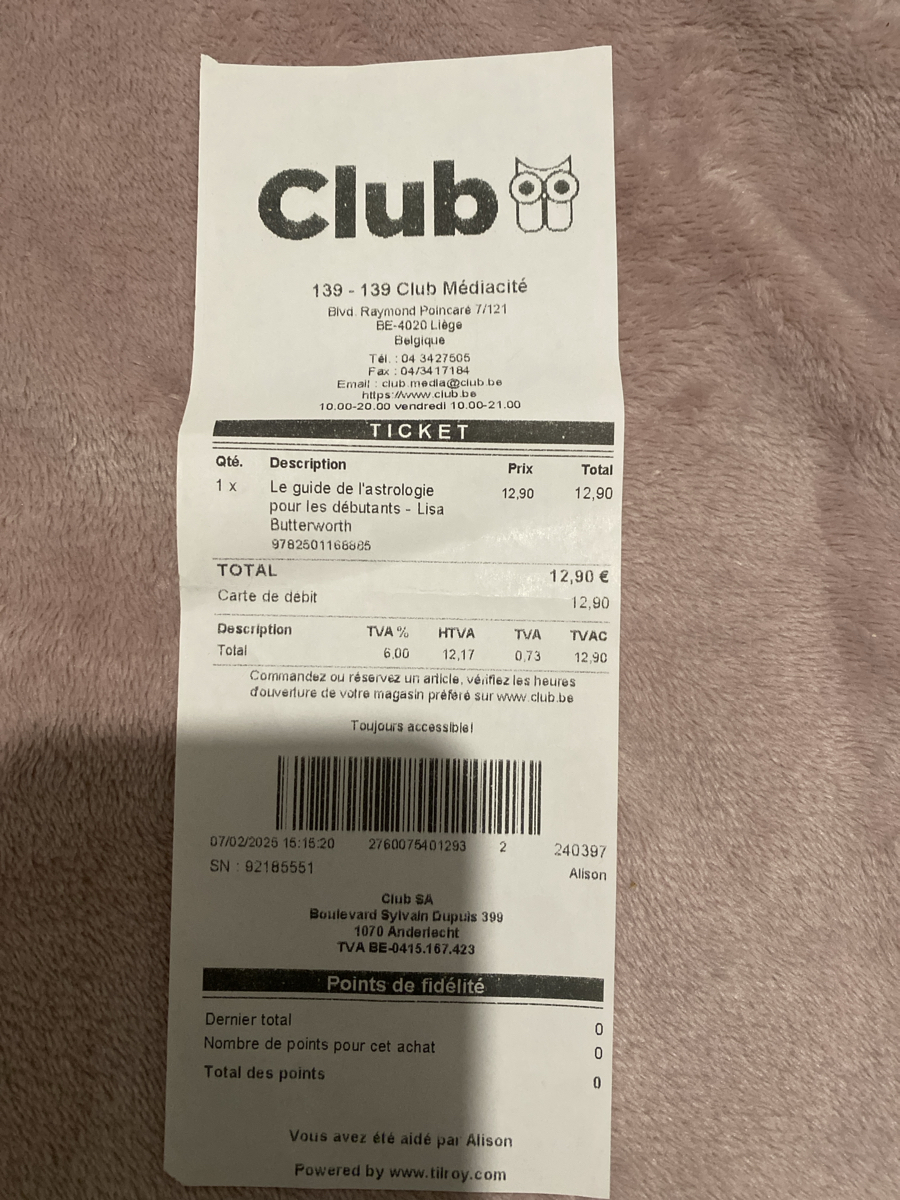 Club
139 - 139 Club Médiacité
Blvd. Raymond Poincaré 7/121
BE-4020 Liège
Belgique
Tél. : 04 3427505
Fax : 04/3417184
Email : club.media@club.be
https://www.club.be
10.00-20.00 vendredi 10.00-21.00
TICKET
Qté. Description Prix Total
1 x Le guide de l'astrologie 12,90 12,90
pour les débutants - Lisa
Butterworth
9782501168885
TOTAL 12,90 €
Carte de débit 12,90
Description TVA % HTVA TVA TVAC
Total 6,00 12,17 0,73 12,90
Commandez ou réservez un article, vérifiez les heures
d'ouverture de votre magasin préféré sur www.club.be
Toujours accessible!
07/02/2025 15:15:20 2760075401293 2 240397
SN : 92185551 Alison
Club SA
Boulevard Sylvain Dupuis 399
1070 Anderlecht
TVA BE-0415.167.423
Points de fidélité
Dernier total 0
Nombre de points pour cet achat 0
Total des points 0
Vous avez été aidé par Alison
Powered by www.tilroy.com